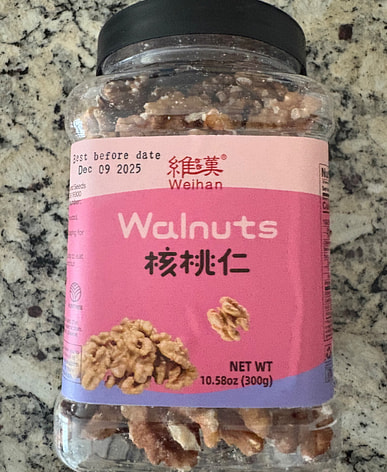 Best before date
Dec 09 2025
維漢®
Weihan
Walnuts
核桃仁
NET WT
10.58oz (300g)